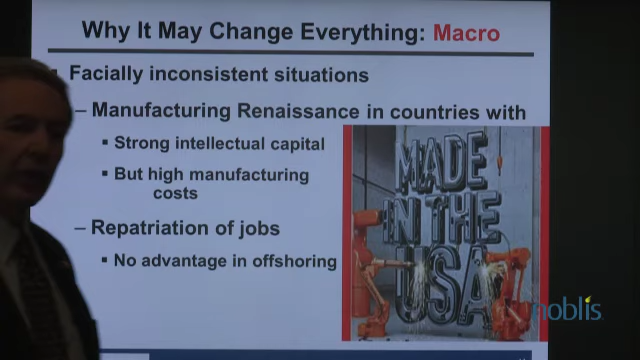 Why It May Change Everything: Macro
Facially inconsistent situations
– Manufacturing Renaissance in countries with
▪ Strong intellectual capital
▪ But high manufacturing
costs
– Repatriation of jobs
▪ No advantage in offshoring
MADE
IN THE
USA
noblis